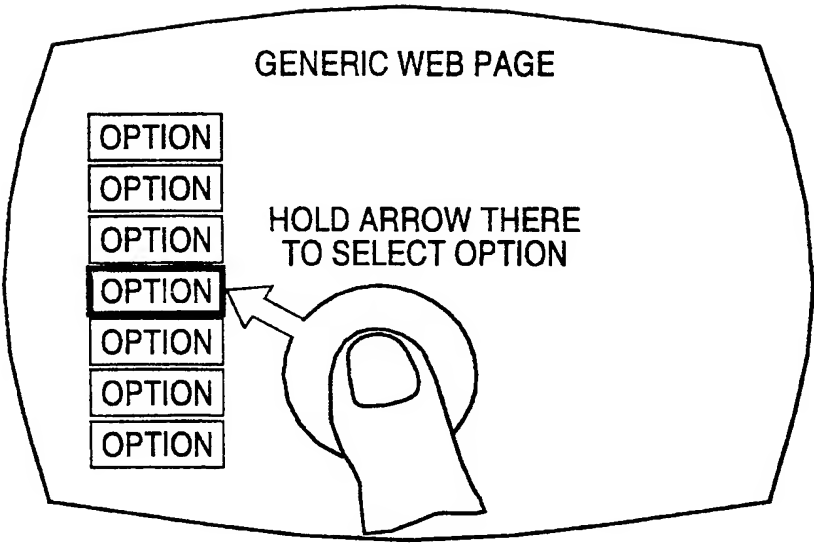 GENERIC WEB PAGE
OPTION
OPTION
OPTION
HOLD ARROW THERE
TO SELECT OPTION
OPTION
OPTION
OPTION
OPTION